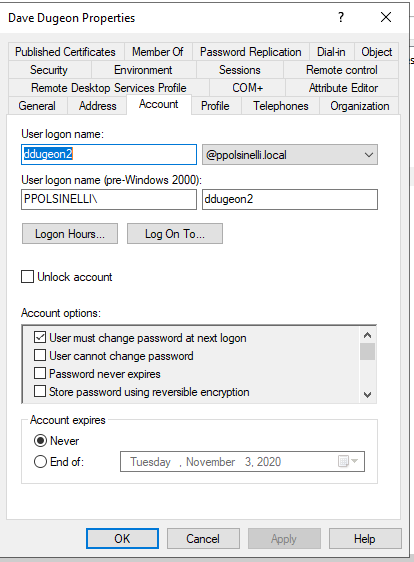 Dave Dugeon Properties
Published Certificates Member Of Password Replication Dial-in Object
Security Environment Sessions Remote control
Remote Desktop Services Profile COM+ Attribute Editor
General Address Account Profile Telephones Organization
User logon name:
ddugeon2 @ppolsinelli.local
User logon name (pre-Windows 2000):
PPOLSINELLI\ ddugeon2
Logon Hours... Log On To...
Unlock account
Account options:
User must change password at next logon
User cannot change password
Password never expires
Store password using reversible encryption
Account expires
Never
End of: Tuesday , November 3, 2020
OK Cancel Apply Help